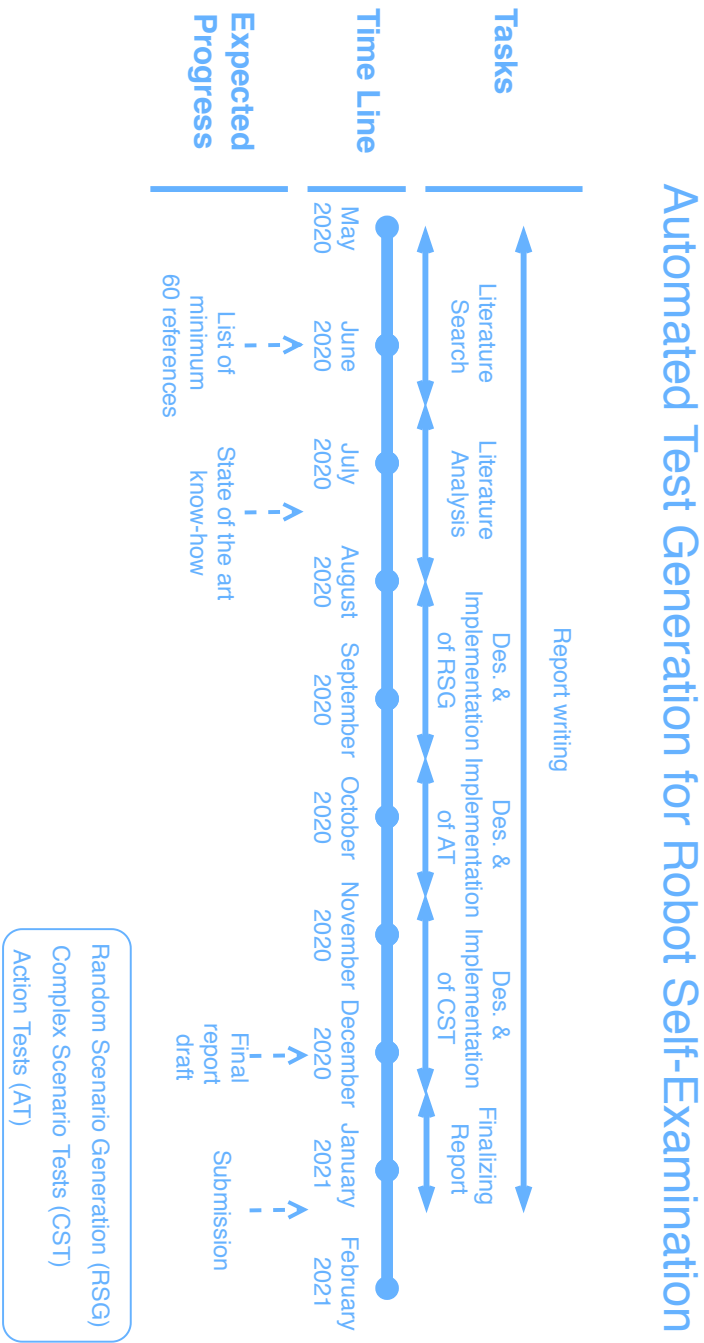 Automated Test Generation for Robot Self-Examination
Tasks
Report writing
Literature
Search
Literature
Analysis
Des. &
Implementation
of RSG
Des. &
Implementation
of AT
Des. &
Implementation
of CST
Finalizing
Report
Time Line
May
2020
June
2020
July
2020
August
2020
September
2020
October
2020
November
2020
December
2020
January
2021
February
2021
Expected
Progress
List of
minimum
60 references
State of the art
know-how
Final
report
draft
Submission
Random Scenario Generation (RSG)
Complex Scenario Tests (CST)
Action Tests (AT)